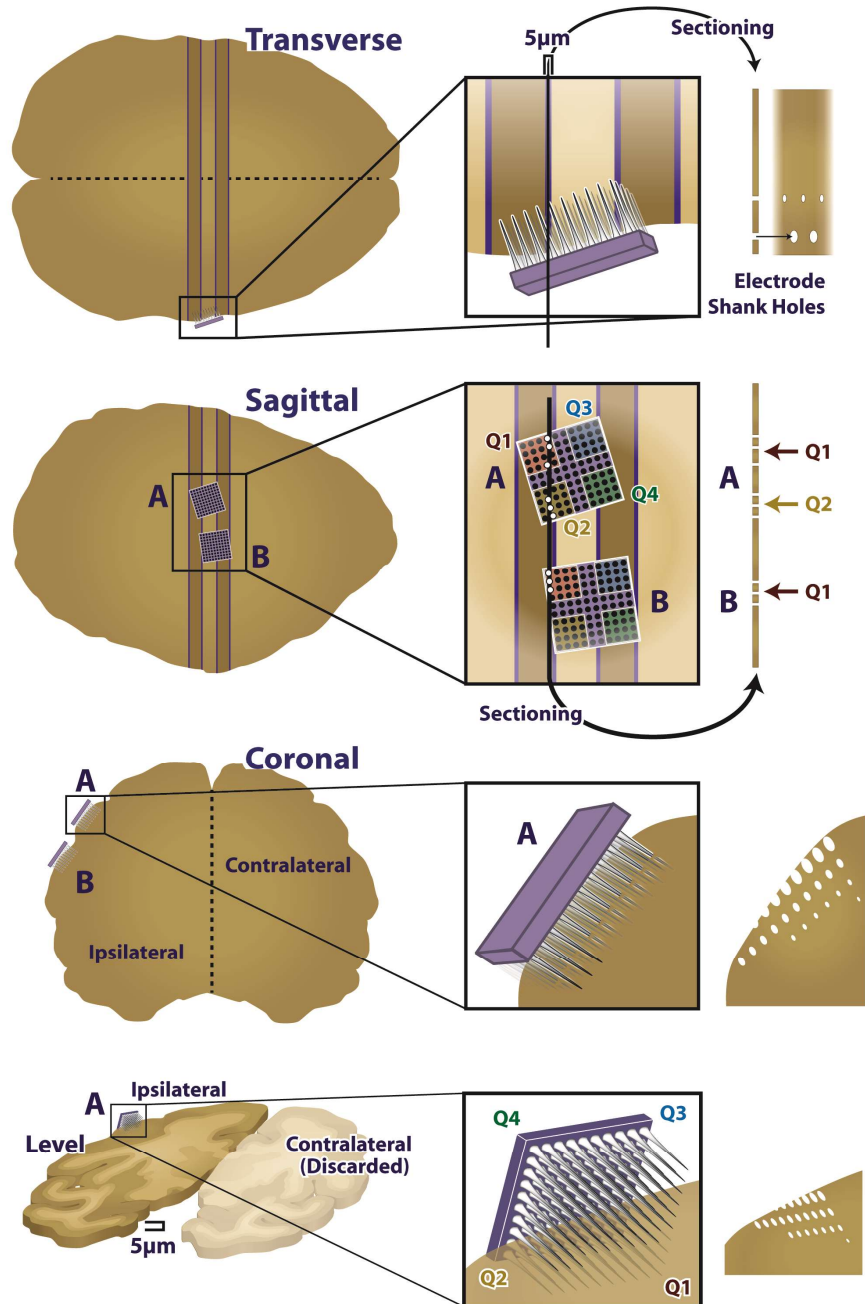 Transverse
5µm
Sectioning
Electrode
Shank Holes
Sagittal
A
B
Q1
Q3
A
Q4
Q2
B
Sectioning
Q1
A
Q2
Q1
B
Coronal
A
B
Contralateral
Ipsilateral
A
A
Ipsilateral
Level
Contralateral
(Discarded)
5µm
Q4
Q3
Q2
Q1